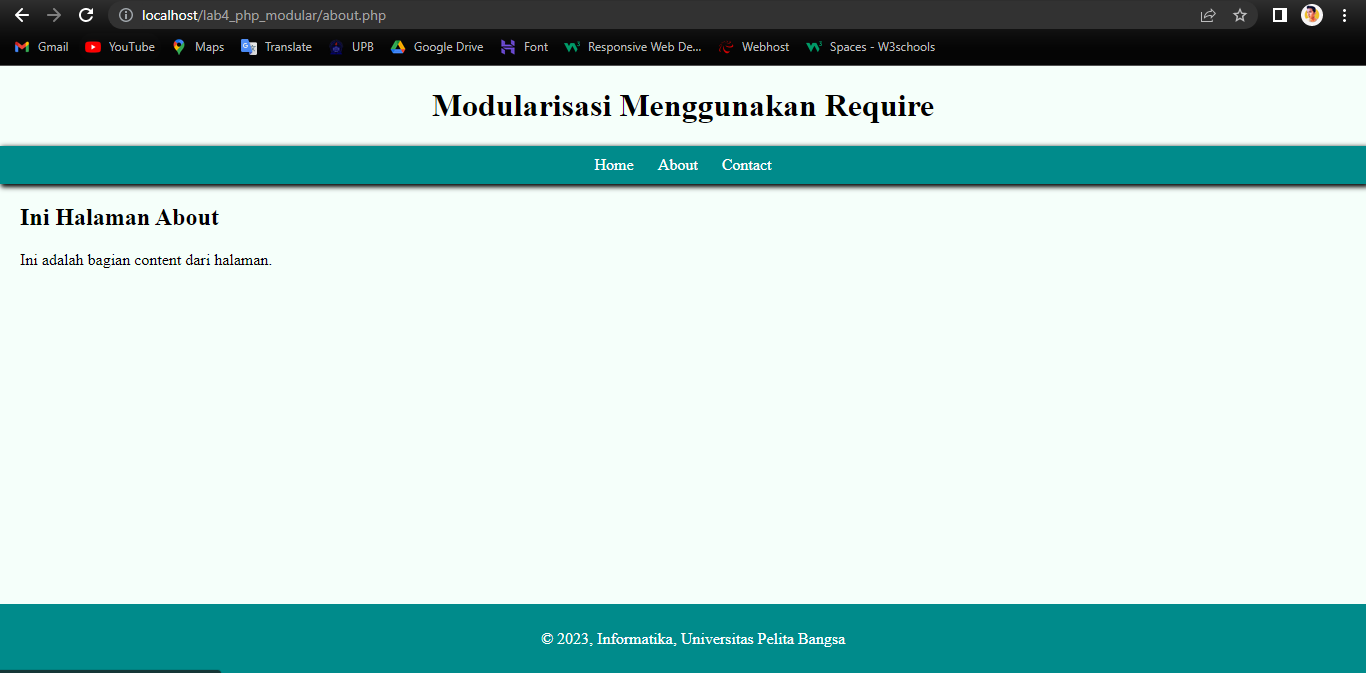 localhost/lab4_php_modular/about.php
Gmail YouTube Maps Translate UPB Google Drive Font Responsive Web De... Webhost Spaces - W3schools
Modularisasi Menggunakan Require
Home About Contact
Ini Halaman About
Ini adalah bagian content dari halaman.
© 2023, Informatika, Universitas Pelita Bangsa